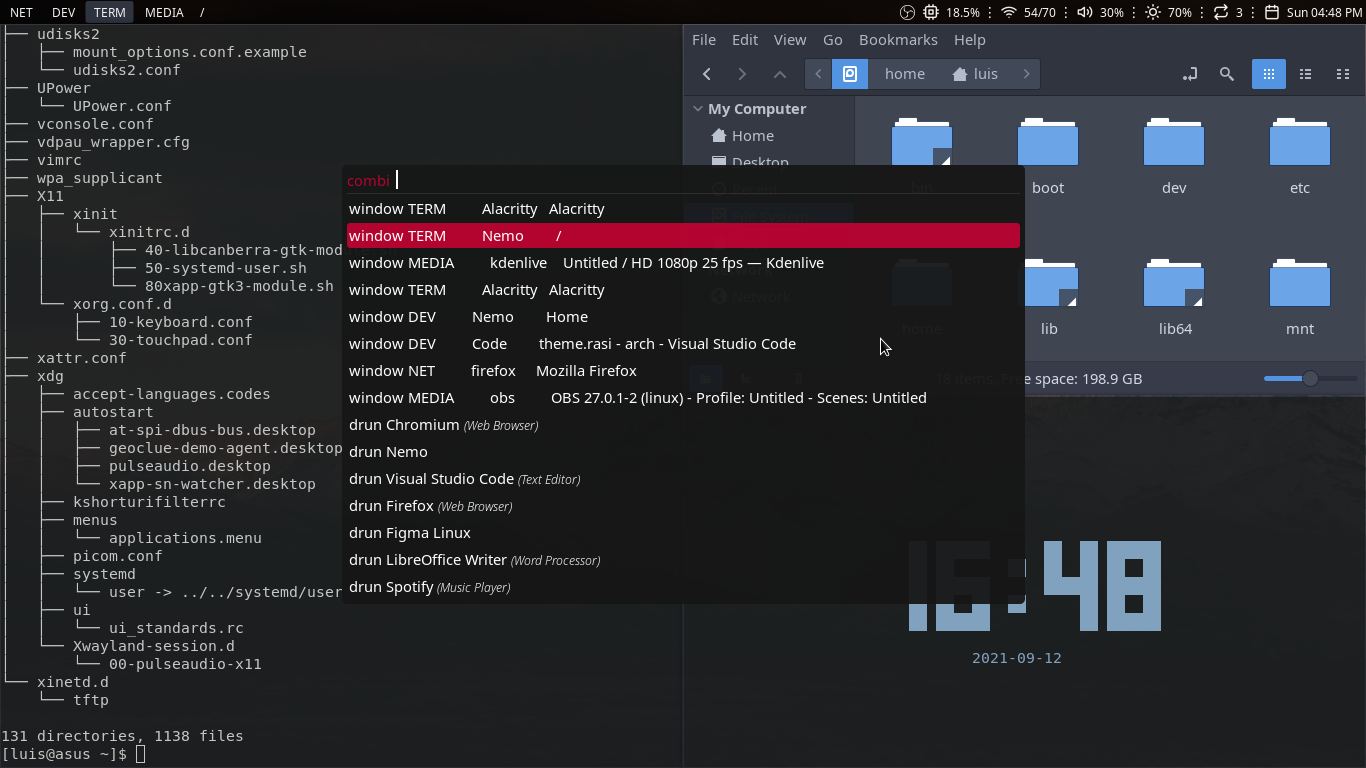 NET DEV TERM MEDIA /
18.5% 54/70 30% 70% 3 Sun 04:48 PM
├── udisks2
│   ├── mount_options.conf.example
│   └── udisks2.conf
├── UPower
│   └── UPower.conf
├── vconsole.conf
├── vdpau_wrapper.cfg
├── vimrc
├── wpa_supplicant
├── X11
│   ├── xinit
│   │   └── xinitrc.d
│   │       ├── 40-libcanberra-gtk-mod
│   │       ├── 50-systemd-user.sh
│   │       └── 80xapp-gtk3-module.sh
│   └── xorg.conf.d
│       ├── 10-keyboard.conf
│       └── 30-touchpad.conf
├── xattr.conf
├── xdg
│   ├── accept-languages.codes
│   ├── autostart
│   │   ├── at-spi-dbus-bus.desktop
│   │   ├── geoclue-demo-agent.desktop
│   │   ├── pulseaudio.desktop
│   │   └── xapp-sn-watcher.desktop
│   ├── kshorturifilterrc
│   ├── menus
│   │   └── applications.menu
│   ├── picom.conf
│   ├── systemd
│   │   └── user -> ../../systemd/user
│   ├── ui
│   │   └── ui_standards.rc
│   └── Xwayland-session.d
│       └── 00-pulseaudio-x11
└── xinetd.d
    └── tftp
131 directories, 1138 files
[luis@asus ~]$
File Edit View Go Bookmarks Help
home luis
My Computer
Home
Desktop
Recent
File System
Network
bin boot dev etc
home lib lib64 mnt
18 items, Free space: 198.9 GB
combi
window TERM Alacritty Alacritty
window TERM Nemo /
window MEDIA kdenlive Untitled / HD 1080p 25 fps — Kdenlive
window TERM Alacritty Alacritty
window DEV Nemo Home
window DEV Code theme.rasi - arch - Visual Studio Code
window NET firefox Mozilla Firefox
window MEDIA obs OBS 27.0.1-2 (linux) - Profile: Untitled - Scenes: Untitled
drun Chromium (Web Browser)
drun Nemo
drun Visual Studio Code (Text Editor)
drun Firefox (Web Browser)
drun Figma Linux
drun LibreOffice Writer (Word Processor)
drun Spotify (Music Player)
16:48
2021-09-12